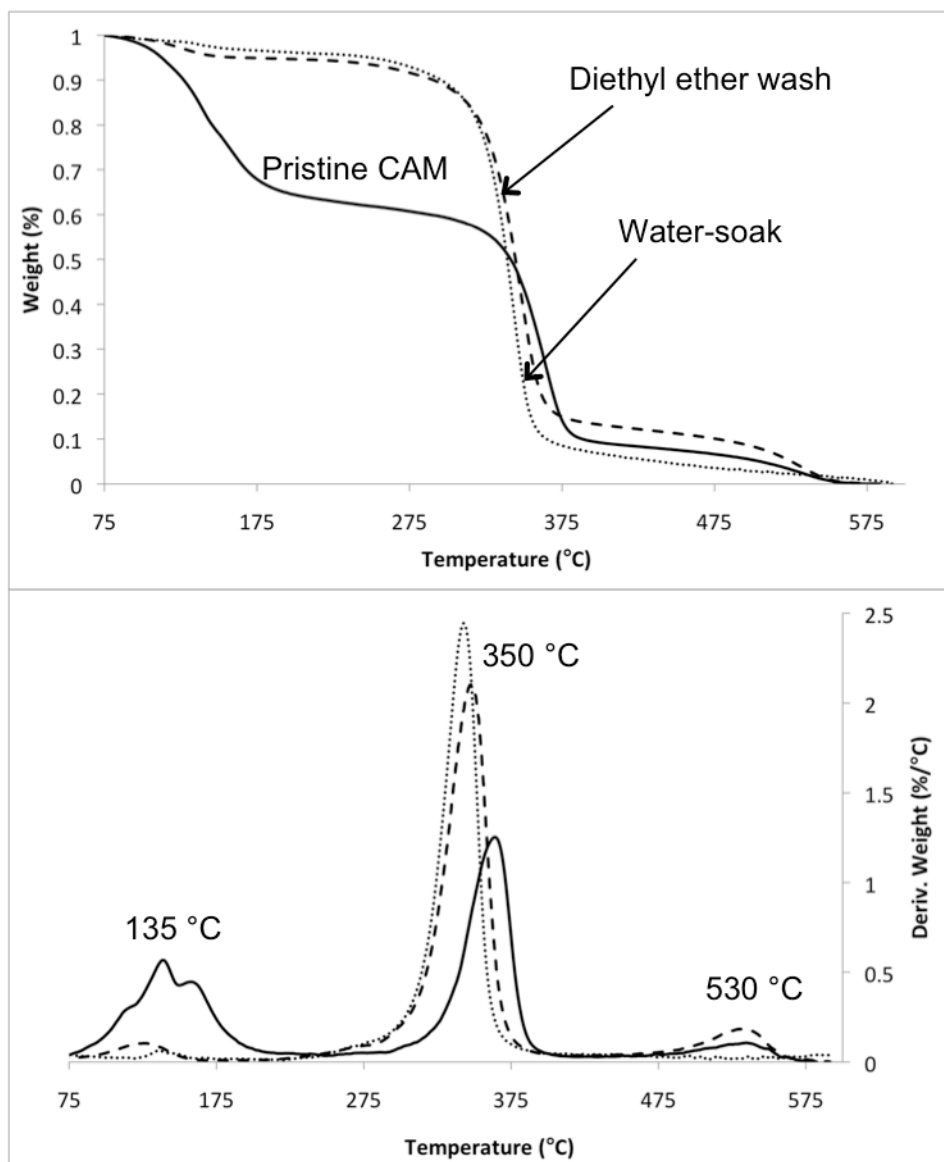 1
0.9
0.8
0.7
0.6
0.5
0.4
0.3
0.2
0.1
0
Weight (%)
Diethyl ether wash
Pristine CAM
Water-soak
75 175 275 375 475 575
Temperature (°C)
2.5
2
1.5
1
0.5
0
Deriv. Weight (%/°C)
350 °C
135 °C
530 °C
75 175 275 375 475 575
Temperature (°C)